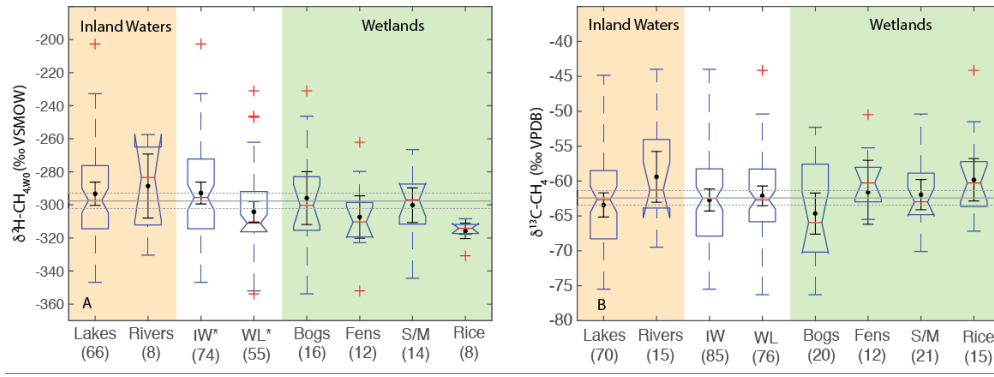 Inland Waters
Wetlands
δ²H-CH₄,W0 (‰ VSMOW)
-200
-220
-240
-260
-280
-300
-320
-340
-360
A
Lakes Rivers IW* WL* Bogs Fens S/M Rice
(66) (8) (74) (55) (16) (12) (14) (8)
Inland Waters
Wetlands
δ¹³C-CH₄ (‰ VPDB)
-40
-45
-50
-55
-60
-65
-70
-75
B
Lakes Rivers IW WL Bogs Fens S/M Rice
(70) (15) (85) (76) (20) (12) (21) (15)